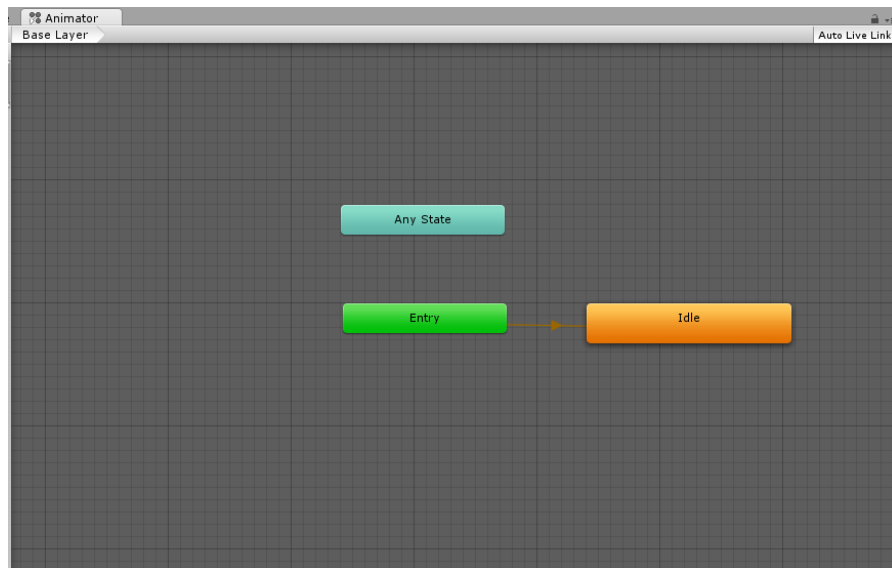 Animator
Base Layer
Auto Live Link
Any State
Entry
Idle